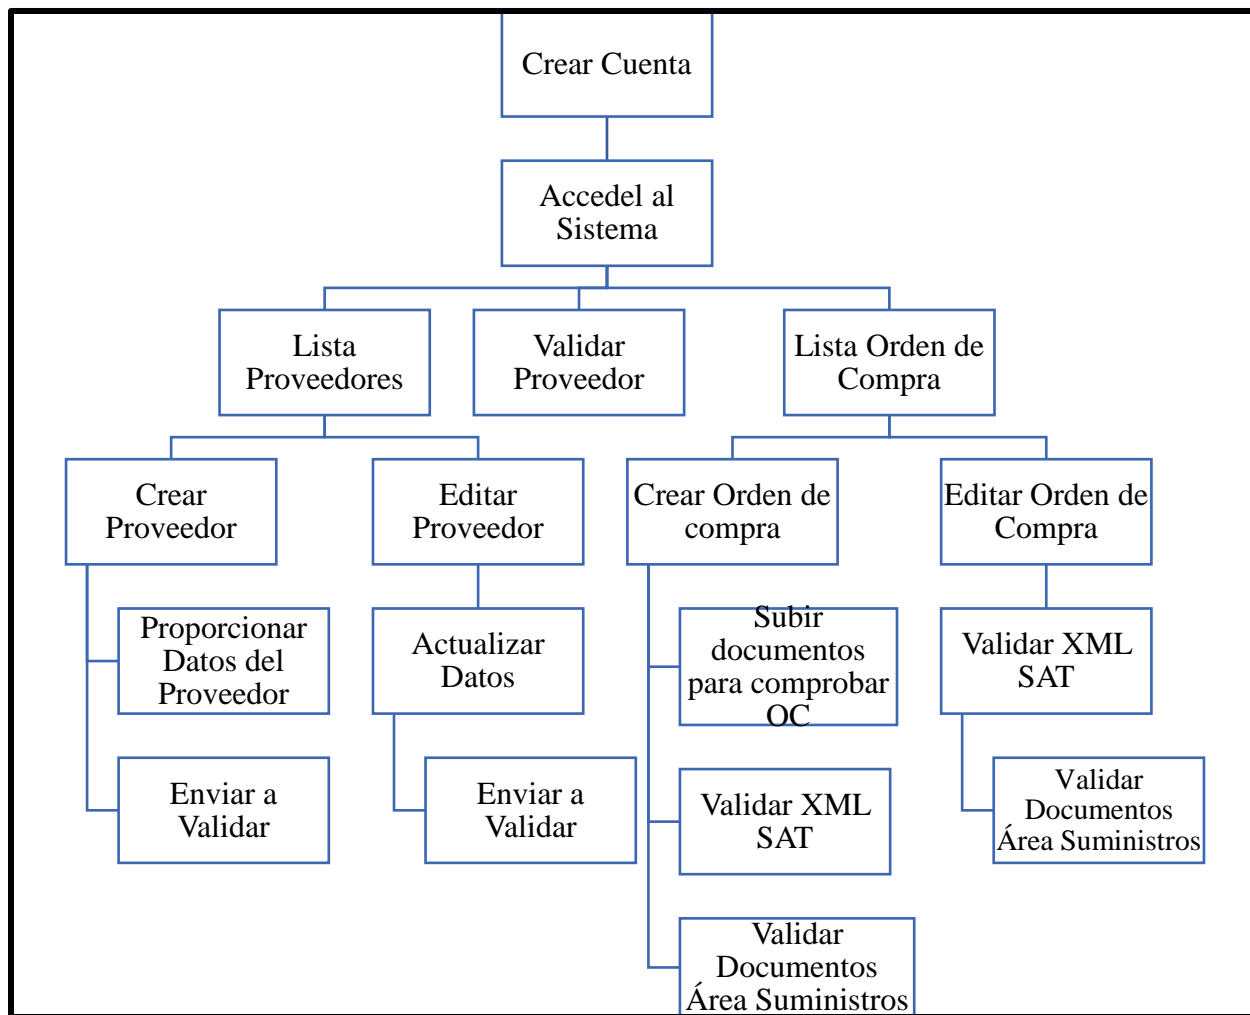 Crear Cuenta
Accedel al
Sistema
Lista
Proveedores
Validar
Proveedor
Lista Orden de
Compra
Crear
Proveedor
Editar
Proveedor
Crear Orden de
compra
Editar Orden de
Compra
Proporcionar
Datos del
Proveedor
Actualizar
Datos
Subir
documentos
para comprobar
OC
Validar XML
SAT
Enviar a
Validar
Enviar a
Validar
Validar XML
SAT
Validar
Documentos
Área Suministros
Validar
Documentos
Área Suministros